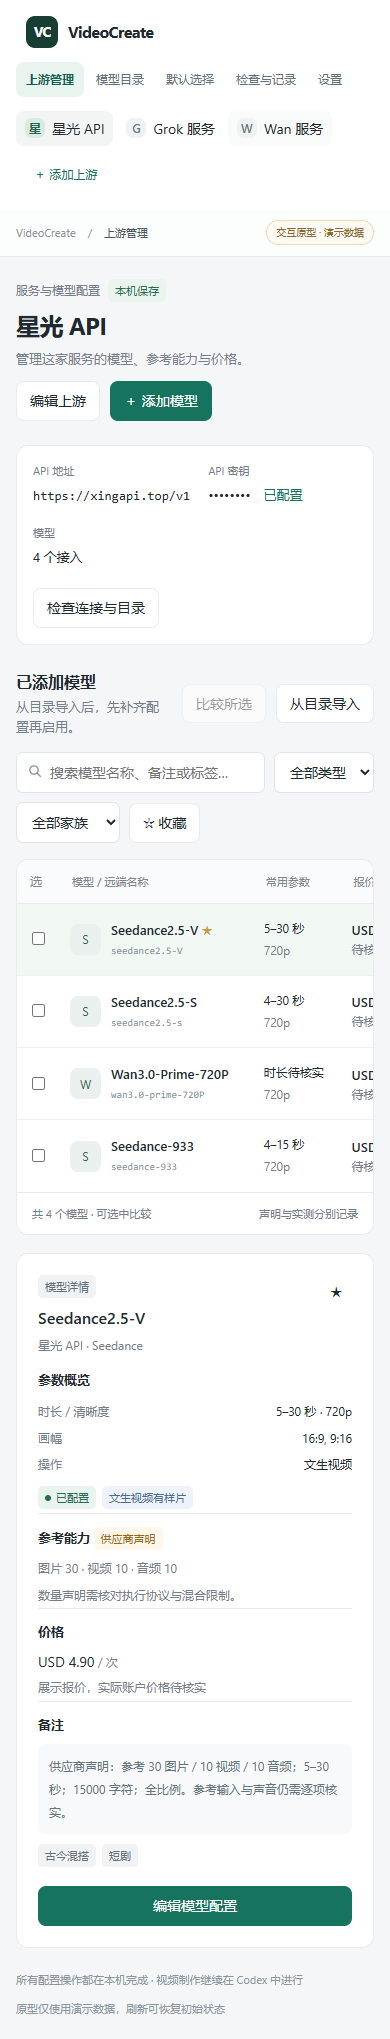 VC VideoCreate
上游管理 模型目录 默认选择 检查与记录 设置
星 星光 API G Grok 服务 W Wan 服务
+ 添加上游
VideoCreate / 上游管理 交互原型 · 演示数据
服务与模型配置 本机保存
星光 API
管理这家服务的模型、参考能力与价格。
编辑上游 + 添加模型
API 地址 API 密钥
https://xingapi.top/v1 •••••••• 已配置
模型
4 个接入
检查连接与目录
已添加模型
从目录导入后，先补齐配
置再启用。
比较所选 从目录导入
搜索模型名称、备注或标签... 全部类型
全部家族 ☆ 收藏
选 模型 / 远端名称 常用参数 报价
S Seedance2.5-V ★ 5–30 秒 USD
seedance2.5-V 720p 待核
S Seedance2.5-S 4–30 秒 USD
seedance2.5-s 720p 待核
W Wan3.0-Prime-720P 时长待核实 USD
wan3.0-prime-720P 720p 待核
S Seedance-933 4–15 秒 USD
seedance-933 720p 待核
共 4 个模型 · 可选中比较 声明与实测分别记录
模型详情 ★
Seedance2.5-V
星光 API · Seedance
参数概览
时长 / 清晰度 5–30 秒 · 720p
画幅 16:9, 9:16
操作 文生视频
● 已配置 文生视频有样片
参考能力 供应商声明
图片 30 · 视频 10 · 音频 10
数量声明需核对执行协议与混合限制。
价格
USD 4.90 / 次
展示报价，实际账户价格待核实
备注
供应商声明：参考 30 图片 / 10 视频 / 10 音频；5–30
秒；15000 字符；全比例。参考输入与声音仍需逐项核
实。
古今混搭 短剧
编辑模型配置
所有配置操作都在本机完成 · 视频制作继续在 Codex 中进行
原型仅使用演示数据，刷新可恢复初始状态